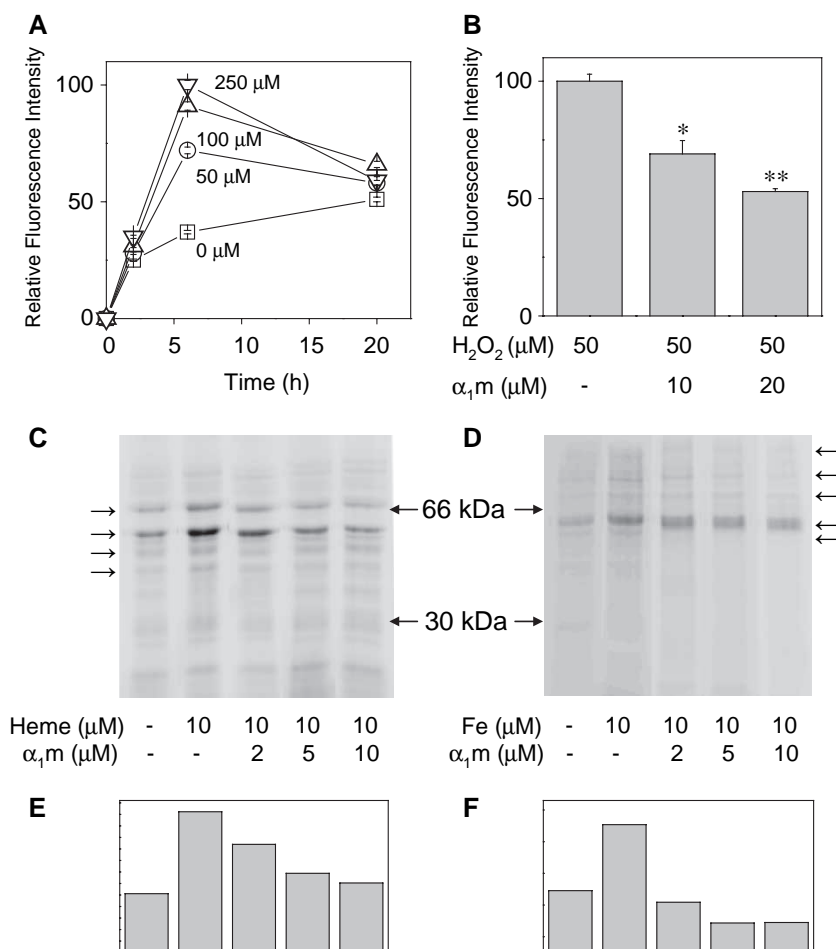 A
Relative Fluorescence Intensity
100
50
0
250 μM
100 μM
50 μM
0 μM
0 5 10 15 20
Time (h)
B
Relative Fluorescence Intensity
100
50
0
*
**
H2O2 (μM) 50 50 50
α1m (μM) - 10 20
C
D
66 kDa
30 kDa
Heme (μM) - 10 10 10 10
α1m (μM) - - 2 5 10
Fe (μM) - 10 10 10 10
α1m (μM) - - 2 5 10
E
F